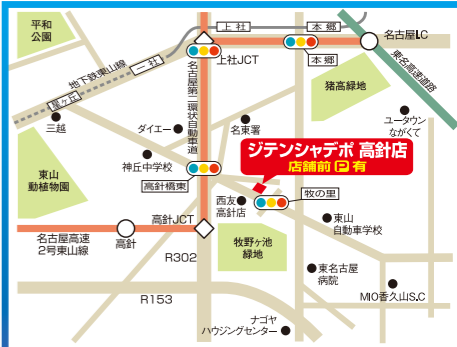 平和
公園
上社
本郷
名古屋I.C
上社JCT
本郷
東名高速道路
地下鉄東山線
一社
星ヶ丘
猪高緑地
名古屋第二環状自動車道
三越
ダイエー
名東署
ユータウン
ながくて
神丘中学校
ジテンシャデポ 高針店
店舗前 P 有
東山
動植物園
高針橋東
西友
高針店
牧の里
高針JCT
東山
自動車学校
名古屋高速
2号東山線
高針
牧野ヶ池
緑地
R302
東名古屋
病院
MIO香久山S.C
R153
ナゴヤ
ハウジングセンター